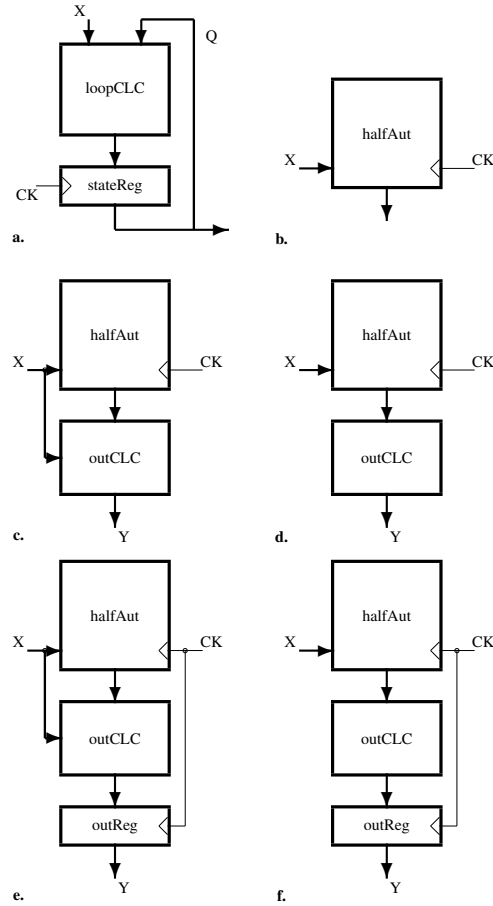 X
Q
loopCLC
halfAut
X
CK
CK
stateReg
a.
b.
halfAut
halfAut
X
CK
X
CK
outCLC
outCLC
c.
Y
d.
Y
halfAut
halfAut
X
CK
X
CK
outCLC
outCLC
outReg
outReg
e.
Y
f.
Y